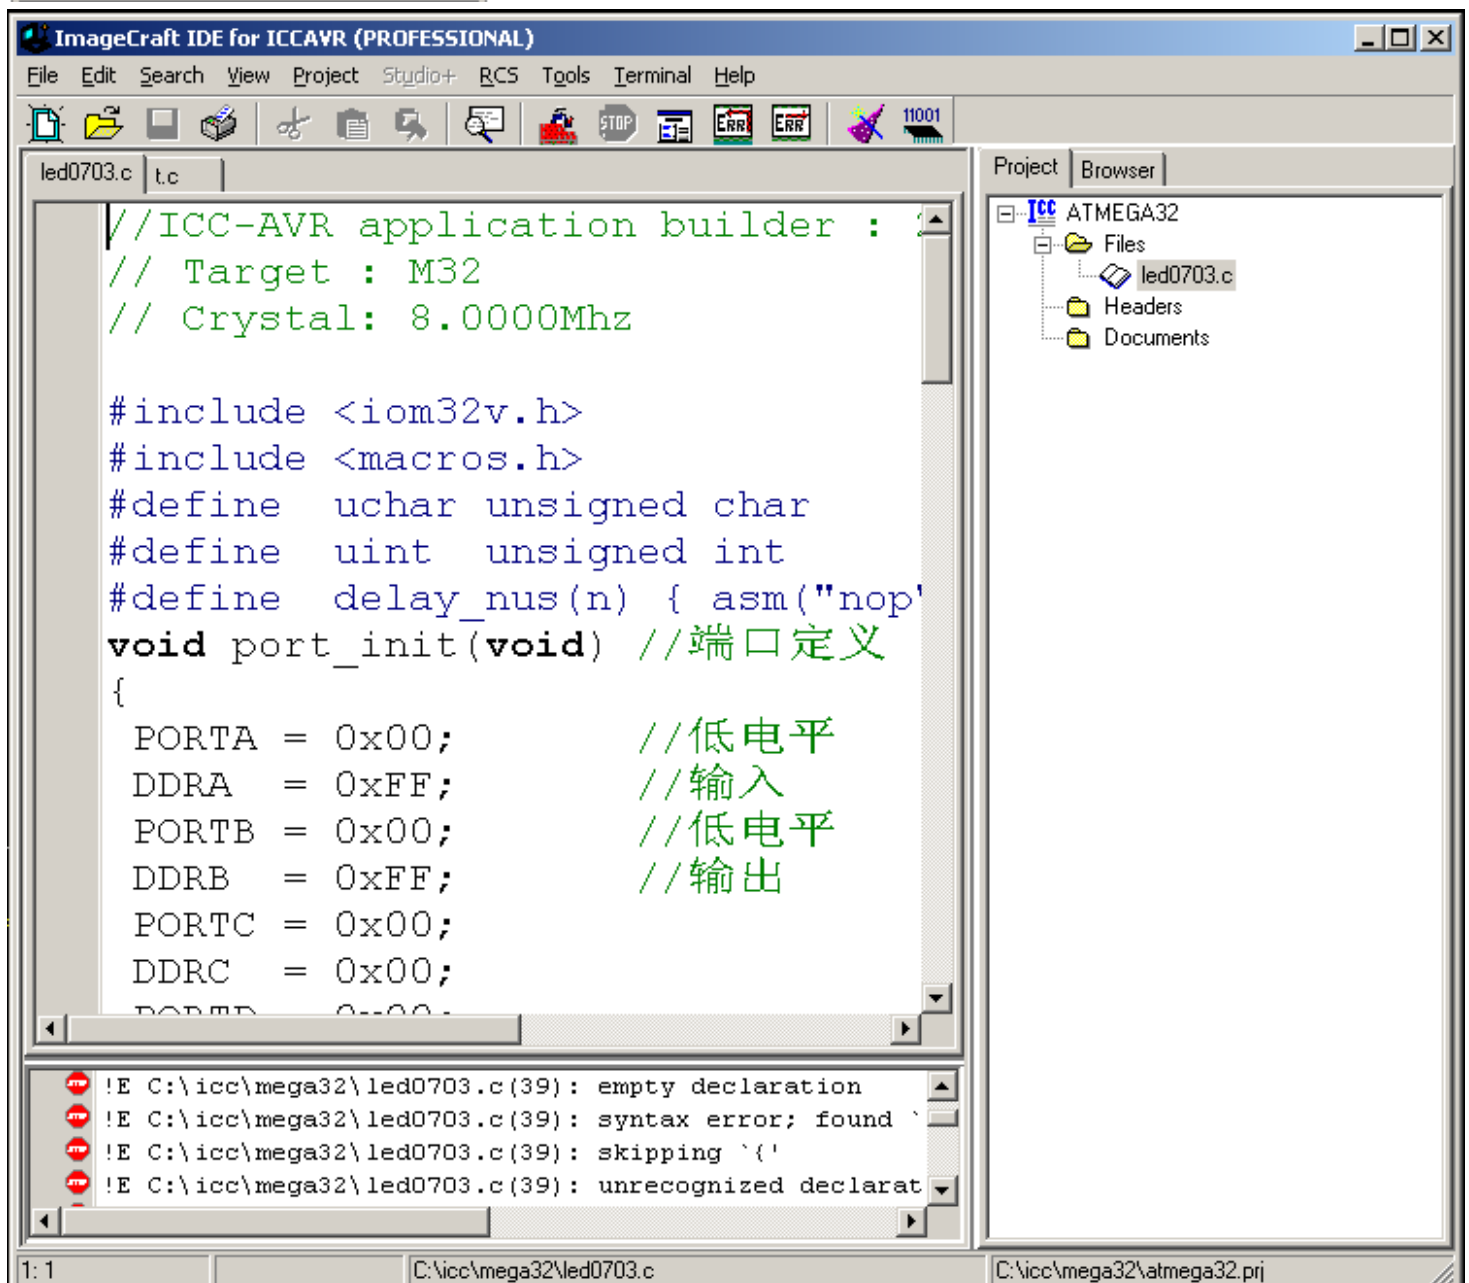 ImageCraft IDE for ICCAVR (PROFESSIONAL)
File Edit Search View Project Studio+ RCS Tools Terminal Help
STOP ERR ERR 11001
led0703.c t.c
Project Browser
//ICC-AVR application builder :
// Target : M32
// Crystal: 8.0000Mhz
#include <iom32v.h>
#include <macros.h>
#define uchar unsigned char
#define uint unsigned int
#define delay_nus(n) { asm("nop"
void port_init(void) //端口定义
{
PORTA = 0x00; //低电平
DDRA = 0xFF; //输入
PORTB = 0x00; //低电平
DDRB = 0xFF; //输出
PORTC = 0x00;
DDRC = 0x00;
ICC ATMEGA32
Files
led0703.c
Headers
Documents
!E C:\icc\mega32\led0703.c(39): empty declaration
!E C:\icc\mega32\led0703.c(39): syntax error; found `
!E C:\icc\mega32\led0703.c(39): skipping `{'
!E C:\icc\mega32\led0703.c(39): unrecognized declarat
1: 1 C:\icc\mega32\led0703.c C:\icc\mega32\atmega32.prj